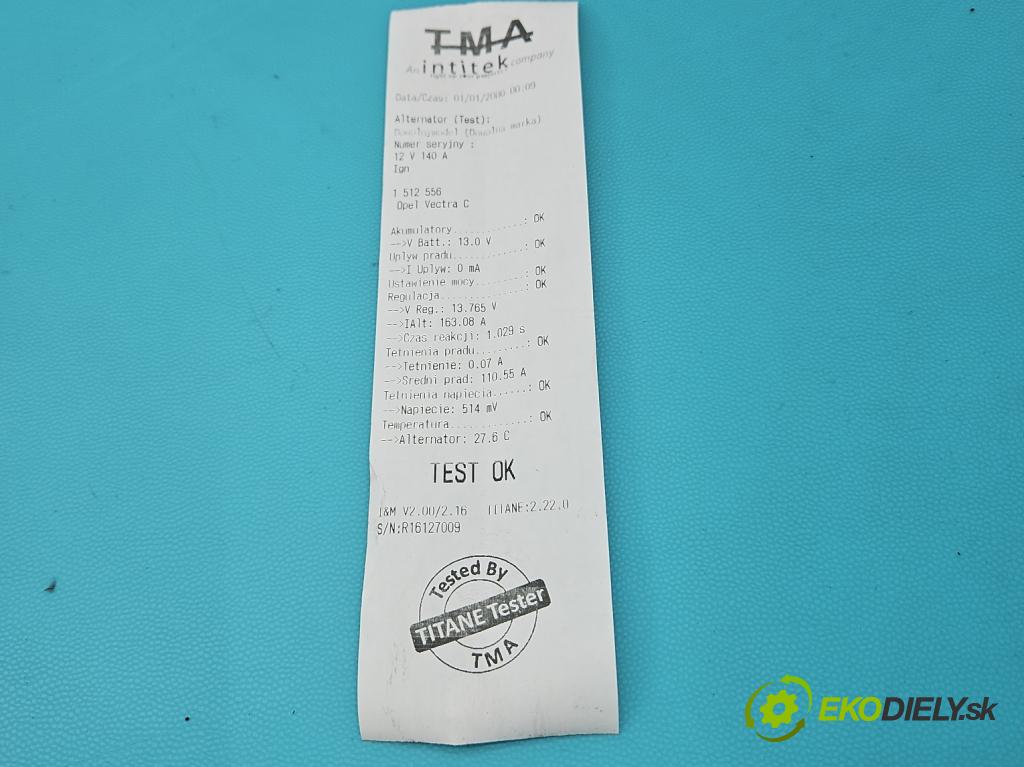 TMA
An intitek company
Data/Czas: 01/01/2000 00:09
Alternator (Test):
Dowolnymodel (Dowolna marka)
Numer seryjny :
12 V 140 A
Ign
1 512 556
Opel Vectra C
Akumulatory............: OK
-->V Batt.: 13.0 V
Uplyw pradu............: OK
-->I Uplyw: 0 mA
Ustawienie mocy........: OK
Regulacja..............: OK
-->V Reg.: 13.765 V
-->IAlt: 163.08 A
-->Czas reakcji: 1.029 s
Tetnienia pradu........: OK
-->Tetnienie: 0.07 A
-->Sredni prad: 110.55 A
Tetnienia napiecia.....: OK
-->Napiecie: 514 mV
Temperatura............: OK
-->Alternator: 27.6 C
TEST OK
I&M V2.00/2.16 TITANE:2.22.0
S/N:R16127009
Tested By
TITANE Tester
TMA
EKODIELY.sk